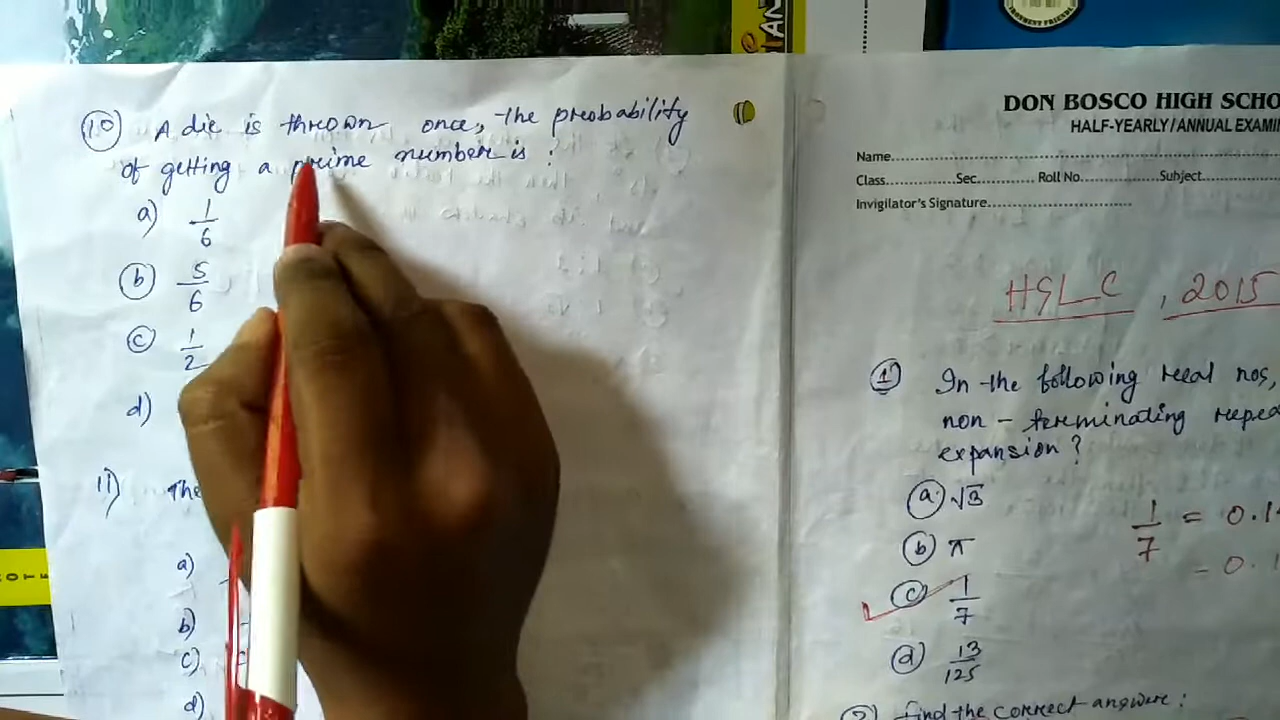 10) A die is thrown once, the probability
of getting a prime number is :
a) 1/6
b) 5/6
c) 1/2
d)
11) The
a)
b)
c)
d)
DON BOSCO HIGH SCHO
HALF-YEARLY/ANNUAL EXAMI
Name
Class Sec. Roll No. Subject
Invigilator's Signature
HSLC, 2015
1) In the following real nos,
non - terminating repea
expansion?
a) √3
b) π
c) 1/7
d) 13/125
1/7 = 0.1
= 0.1
2) find the correct answer: